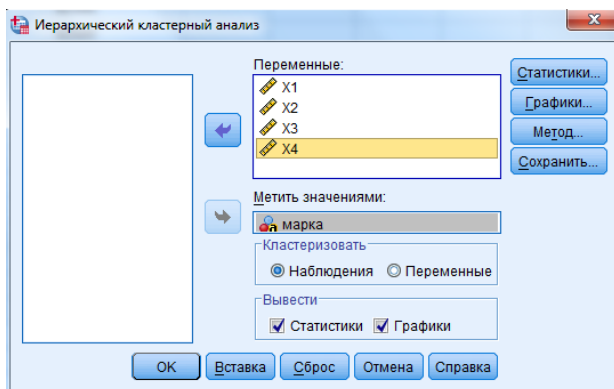 Иерархический кластерный анализ
Переменные:
X1
X2
X3
X4
Статистики...
Графики...
Метод...
Сохранить...
Метить значениями:
марка
Кластеризовать
Наблюдения Переменные
Вывести
Статистики Графики
OK Вставка Сброс Отмена Справка